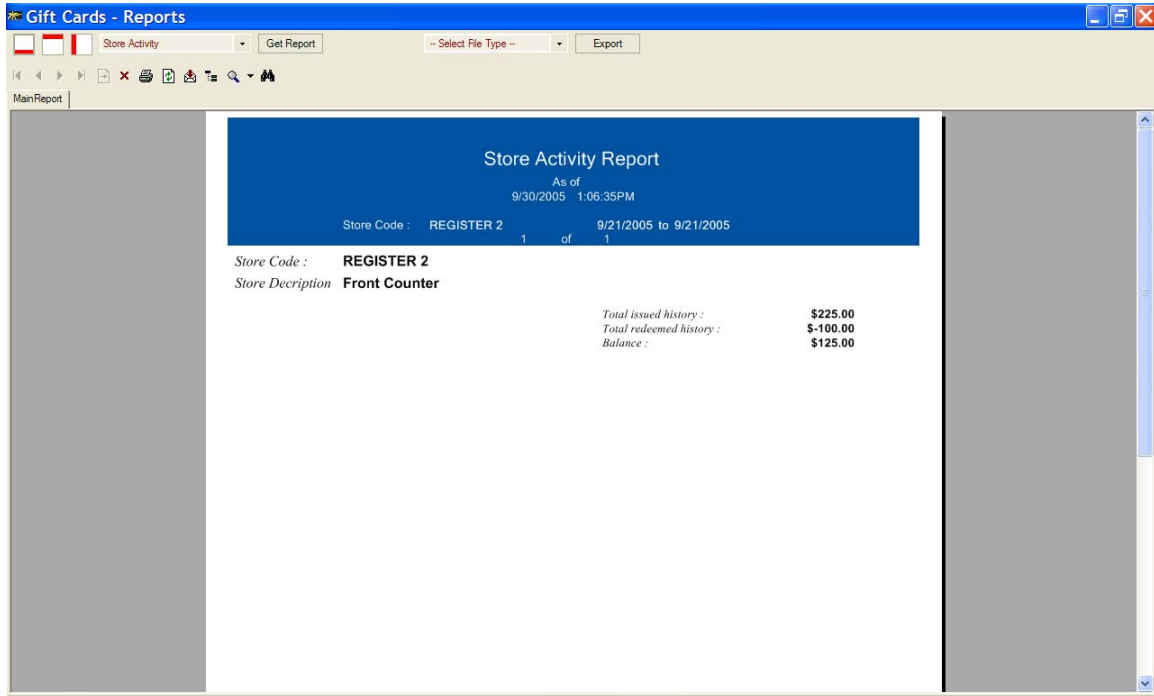 Gift Cards - Reports
Store Activity Get Report -- Select File Type -- Export
MainReport
Store Activity Report
As of
9/30/2005 1:06:35PM
Store Code : REGISTER 2 9/21/2005 to 9/21/2005
1 of 1
Store Code : REGISTER 2
Store Decription Front Counter
Total issued history : $225.00
Total redeemed history : $-100.00
Balance : $125.00